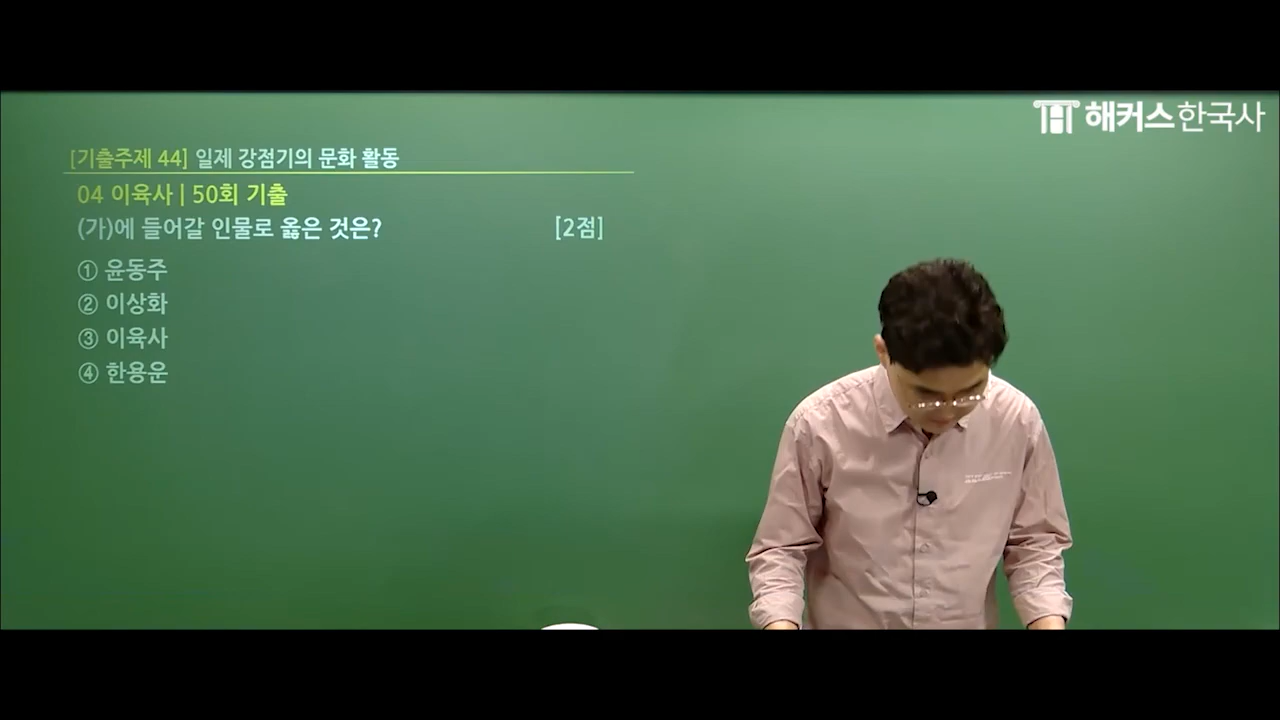 해커스한국사
[기출주제 44] 일제 강점기의 문화 활동
04 이육사 | 50회 기출
(가)에 들어갈 인물로 옳은 것은? [2점]
① 윤동주
② 이상화
③ 이육사
④ 한용운